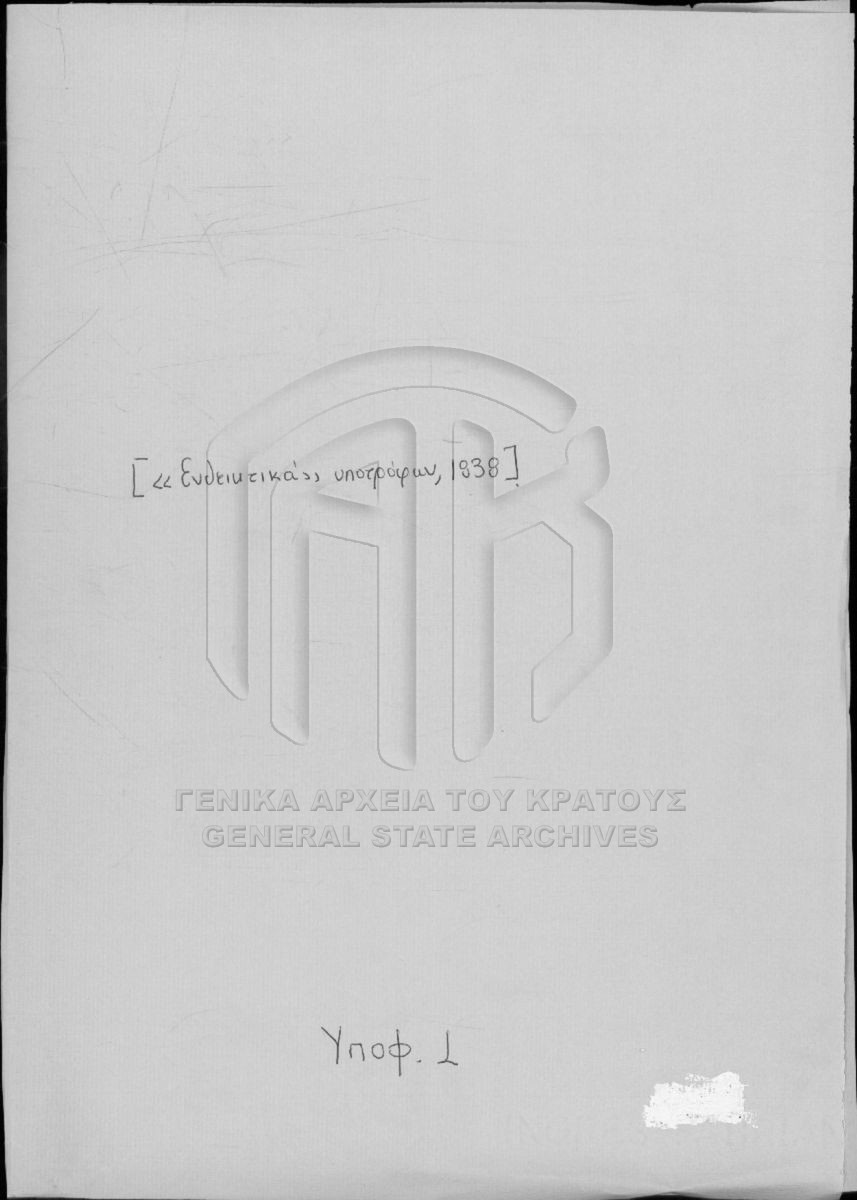 [«Ενδεικτικά» υποτρόφων, 1838]
ΓΕΝΙΚΑ ΑΡΧΕΙΑ ΤΟΥ ΚΡΑΤΟΥΣ
GENERAL STATE ARCHIVES
Υποφ. 1